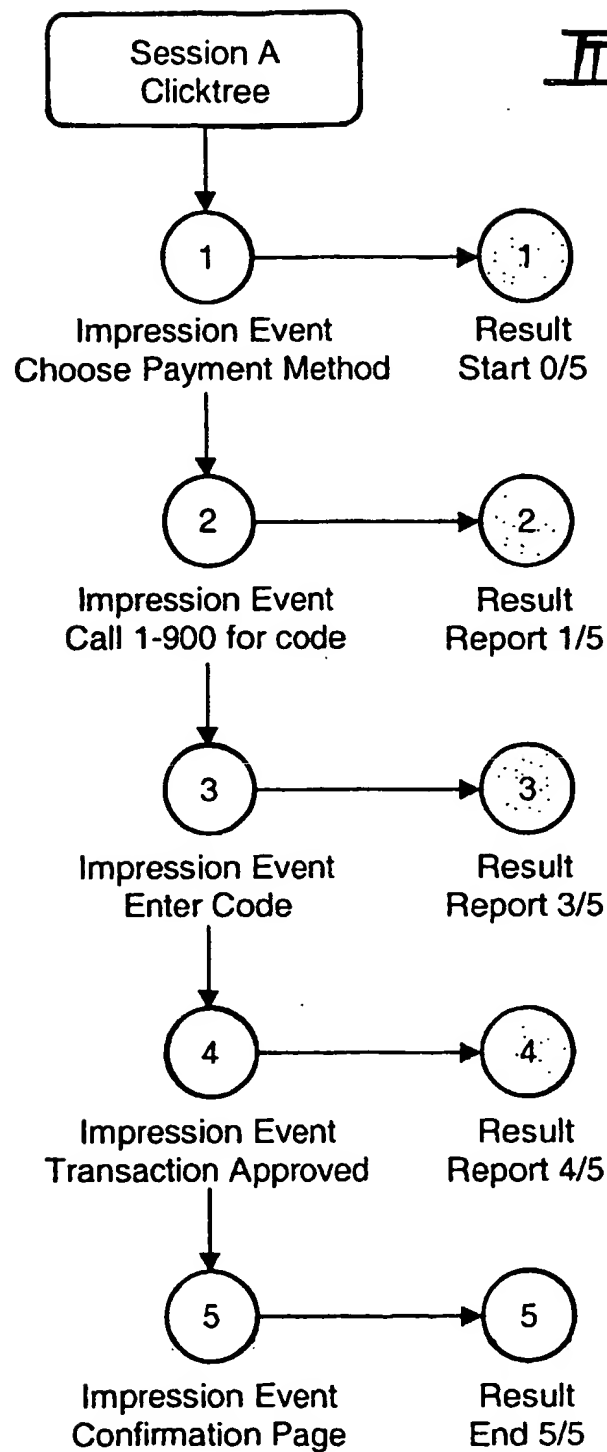 Session A
Clicktree
1
1
Impression Event
Choose Payment Method
Result
Start 0/5
2
2
Impression Event
Call 1-900 for code
Result
Report 1/5
3
3
Impression Event
Enter Code
Result
Report 3/5
4
4
Impression Event
Transaction Approved
Result
Report 4/5
5
5
Impression Event
Confirmation Page
Result
End 5/5